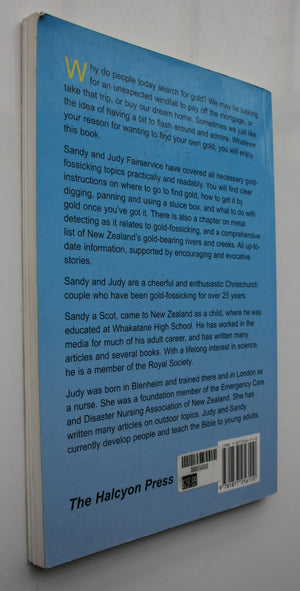 Why do people today search for gold? We may be looking
for an unexpected windfall to pay off the mortgage, or
take that trip, or buy our dream home. Sometimes we just like
the idea of having a bit to flash around and admire. Whatever
your reason for wanting to find your own gold, you will enjoy
this book.
Sandy and Judy Fairservice have covered all necessary gold-
fossicking topics practically and readably. You will find clear
instructions on where to go to find gold, how to get it by
digging, panning and using a sluice box, and what to do with
gold once you've got it. There is also a chapter on metal
detecting as it relates to gold-fossicking, and a comprehensive
list of New Zealand's gold-bearing rivers and creeks. All up-to-
date information, supported by encouraging and evocative
stories.
Sandy and Judy are a cheerful and enthusiastic Christchurch
couple who have been gold-fossicking for over 25 years.
Sandy a Scot, came to New Zealand as a child, where he was
educated at Whakatane High School. He has worked in the
media for much of his adult career, and has written many
articles and several books. With a lifelong interest in science,
he is a member of the Royal Society.
Judy was born in Blenheim and trained there and in London as
a nurse. She was a foundation member of the Emergency Care
and Disaster Nursing Association of New Zealand. She has
written many articles on outdoor topics. Judy and Sandy
currently develop people and teach the Bible to young adults.
The Halcyon Press